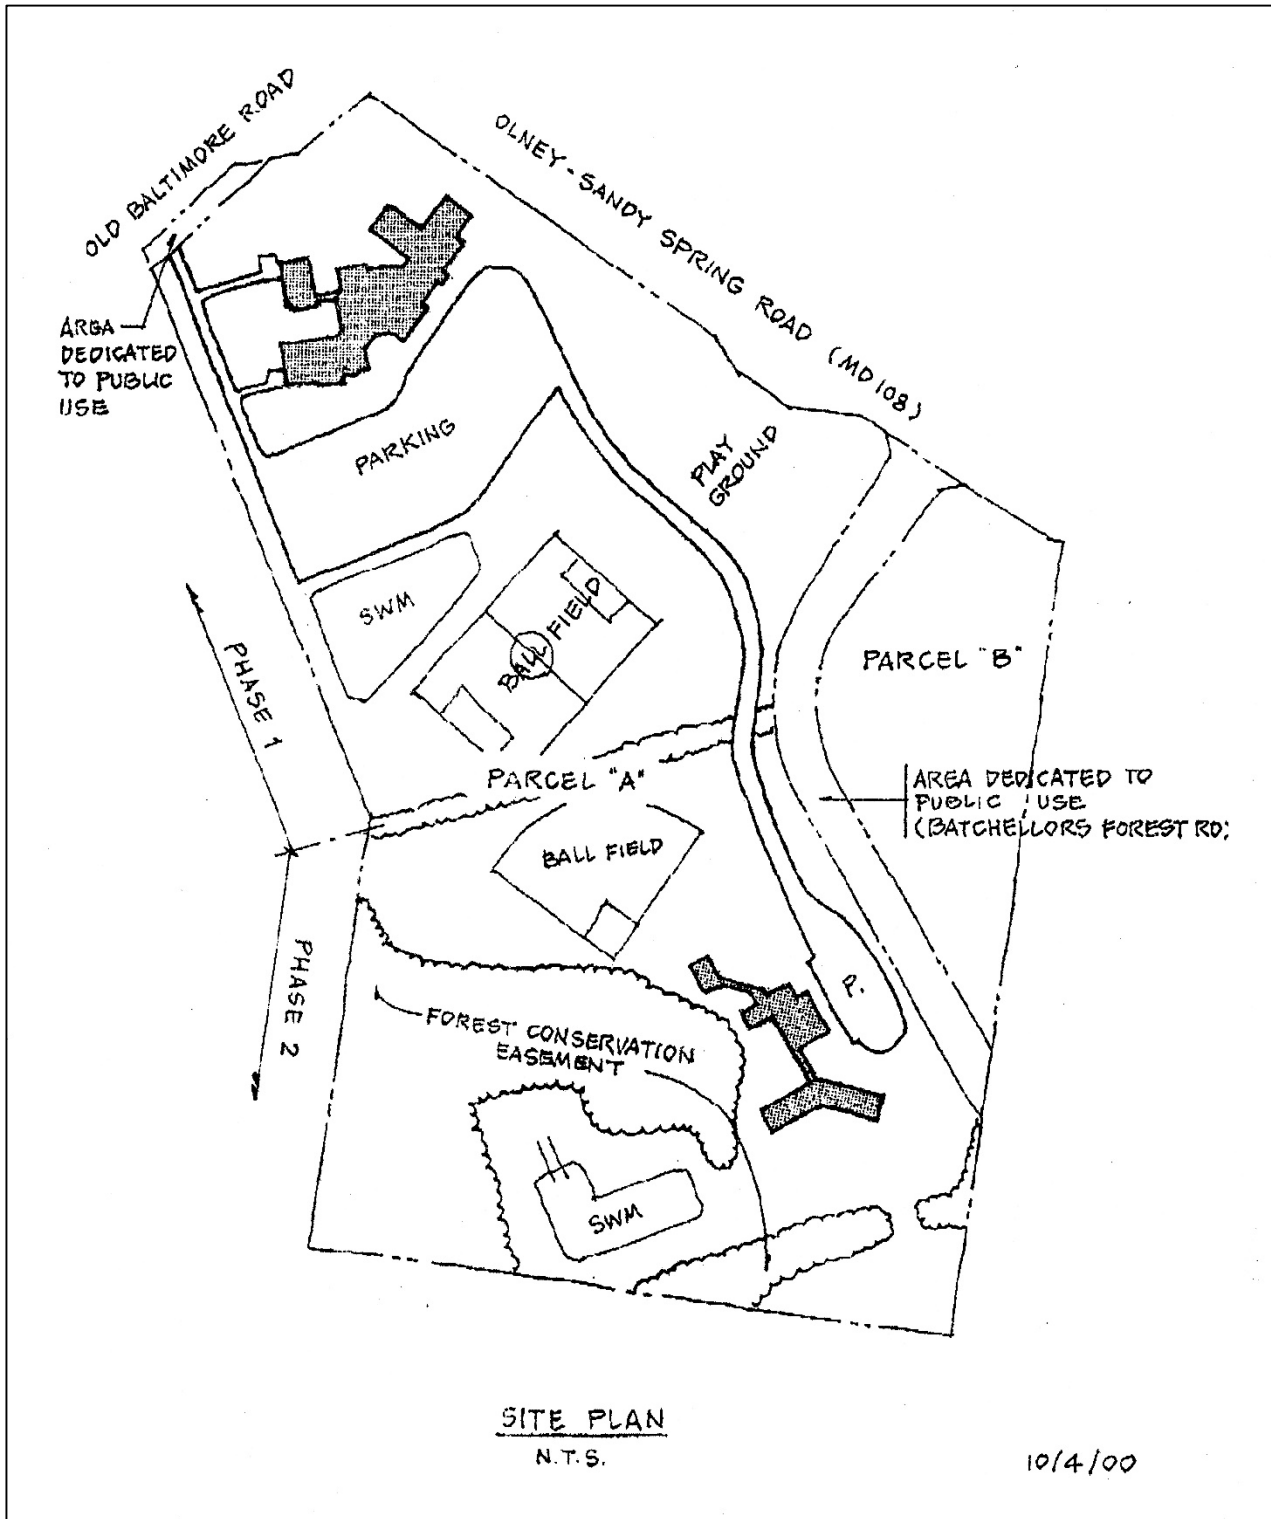 OLD BALTIMORE ROAD
OLNEY-SANDY SPRING ROAD (MD 108)
AREA
DEDICATED
TO PUBLIC
USE
PARKING
PLAY
GROUND
SWM
BALL FIELD
PHASE 1
PARCEL "B"
PARCEL "A"
AREA DEDICATED TO
PUBLIC USE
(BATCHELLORS FOREST RD;
BALL FIELD
PHASE 2
P.
FOREST CONSERVATION
EASEMENT
SWM
SITE PLAN
N.T.S.
10/4/00